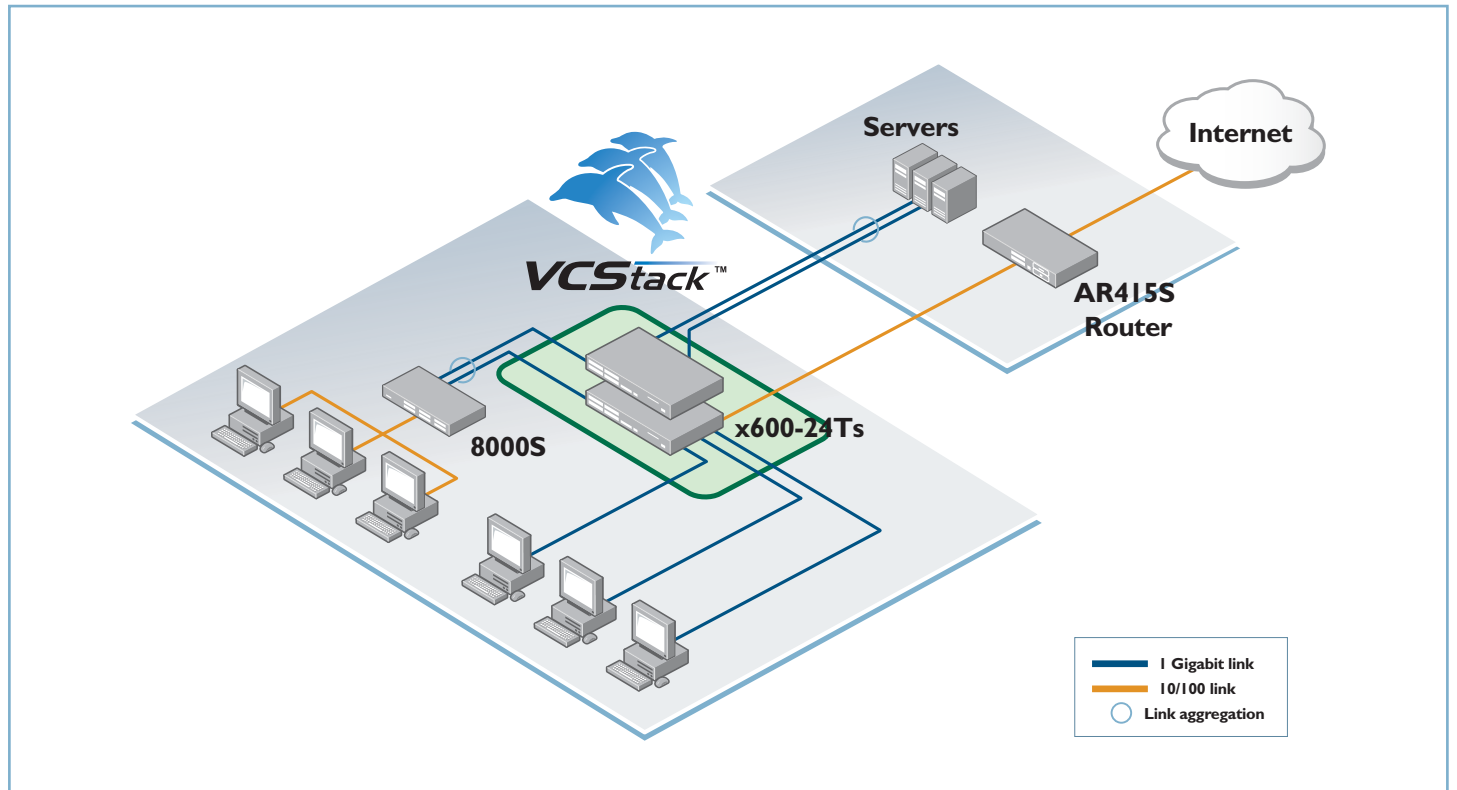 Servers
Internet
VCStack™
AR415S
Router
x600-24Ts
8000S
1 Gigabit link
10/100 link
Link aggregation